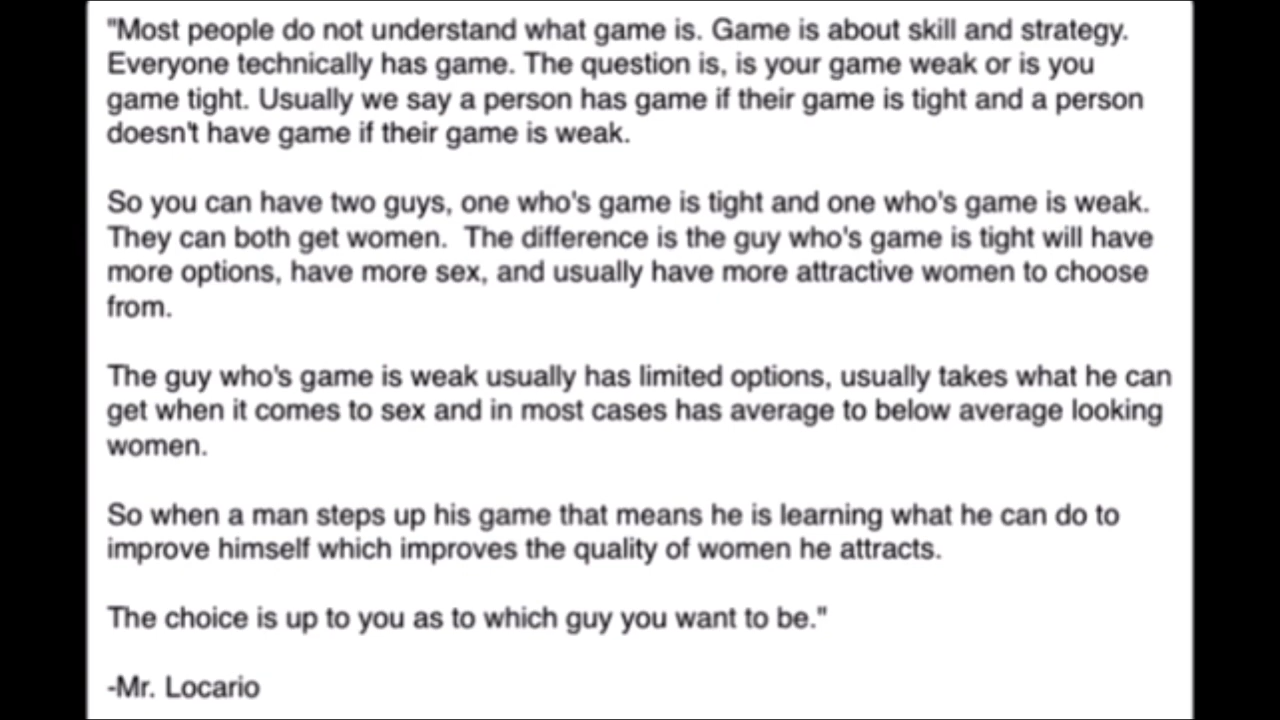 "Most people do not understand what game is. Game is about skill and strategy.
Everyone technically has game. The question is, is your game weak or is you
game tight. Usually we say a person has game if their game is tight and a person
doesn't have game if their game is weak.
So you can have two guys, one who's game is tight and one who's game is weak.
They can both get women.  The difference is the guy who's game is tight will have
more options, have more sex, and usually have more attractive women to choose
from.
The guy who's game is weak usually has limited options, usually takes what he can
get when it comes to sex and in most cases has average to below average looking
women.
So when a man steps up his game that means he is learning what he can do to
improve himself which improves the quality of women he attracts.
The choice is up to you as to which guy you want to be."
-Mr. Locario